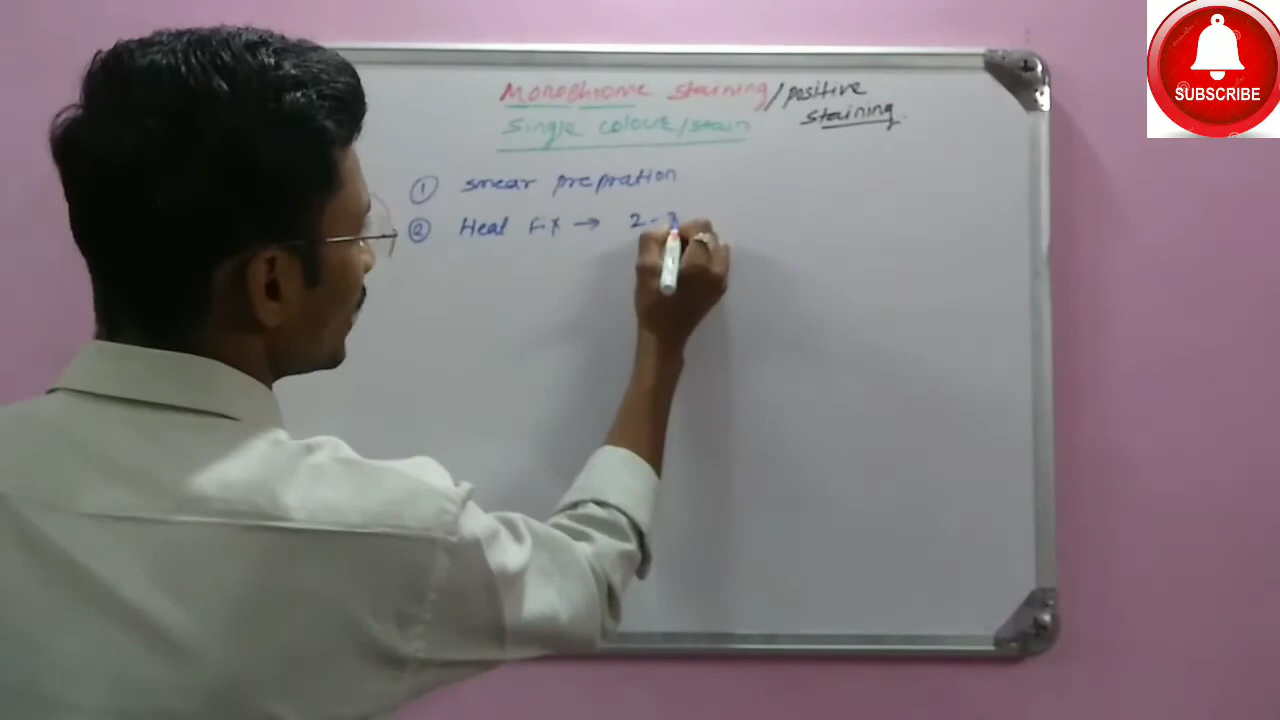 Monochrome staining / positive
staining.
Single colour / stain
① smear prepration
② Heat Fix → 2-3
SUBSCRIBE